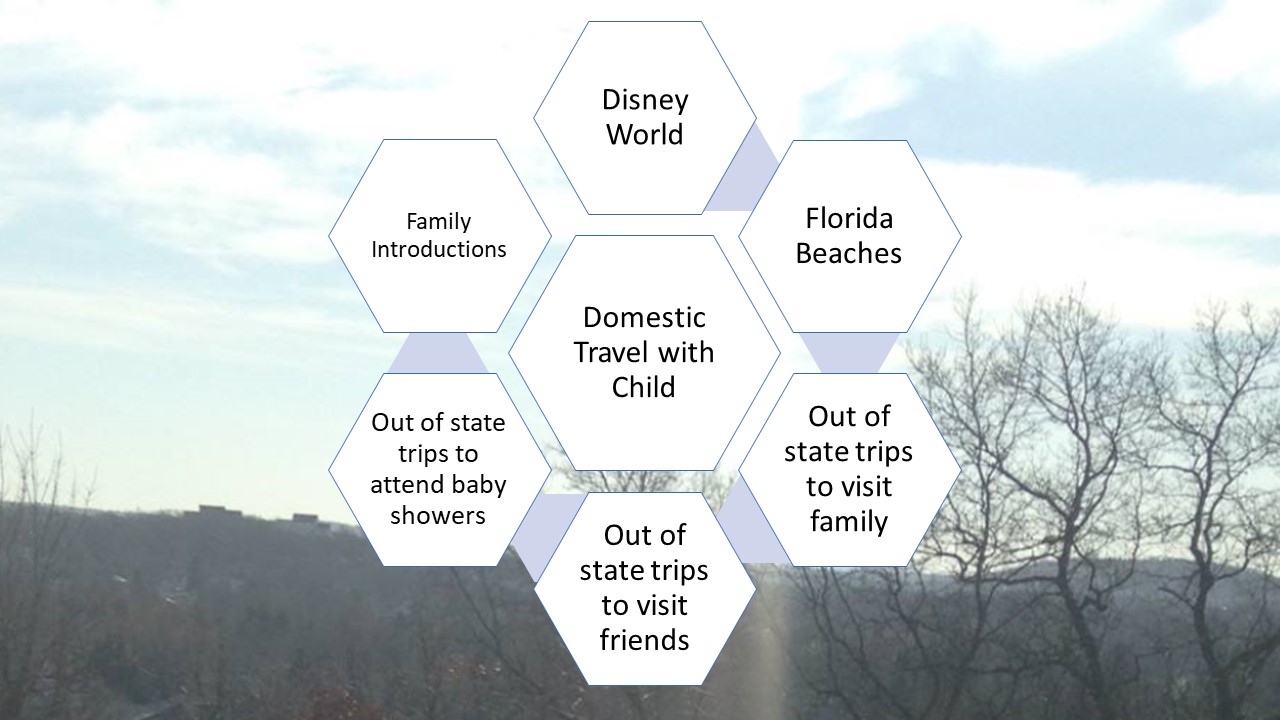 Disney
World
Florida
Beaches
Out of
state trips
to visit
family
Out of
state trips
to visit
friends
Out of state
trips to
attend baby
showers
Family
Introductions
Domestic
Travel with
Child